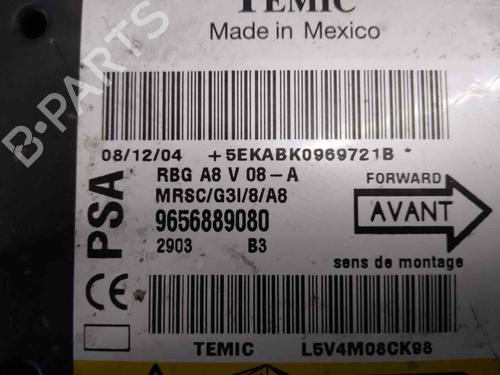 TEMIC
Made in Mexico
B-PARTS
08/12/04 +5EKABK0969721B *
PSA
RBG A8 V 08-A
MRSC/G3I/8/A8
9656889080
2903 B3
FORWARD
AVANT
sens de montage
CE
TEMIC L5V4M08CK98